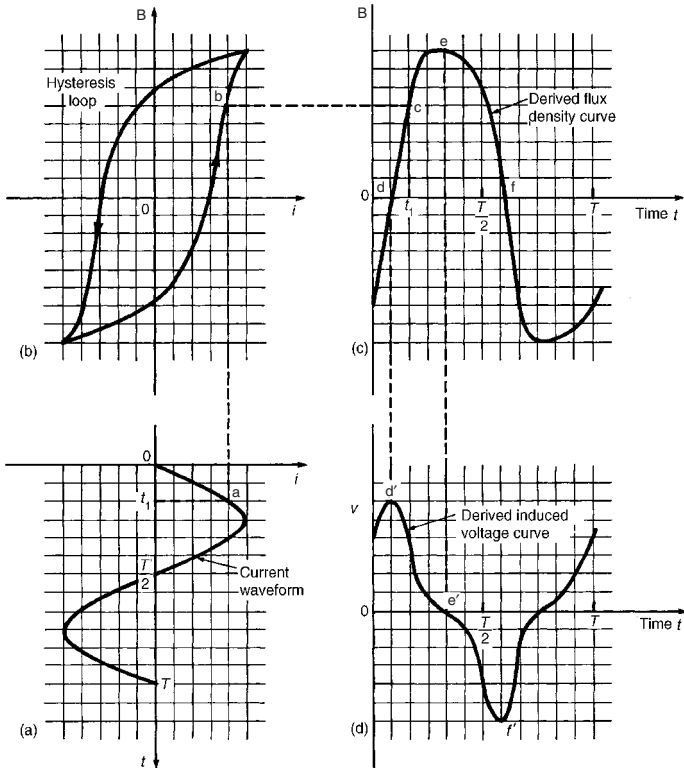 B
Hysteresis
loop
b
0
i
(b)
B
e
c
Derived flux
density curve
d
f
0
t1
T
2
T
Time t
(c)
0
i
t1
a
T
2
Current
waveform
T
(a)
t
d'
v
Derived induced
voltage curve
e'
0
T
2
T
Time t
f'
(d)